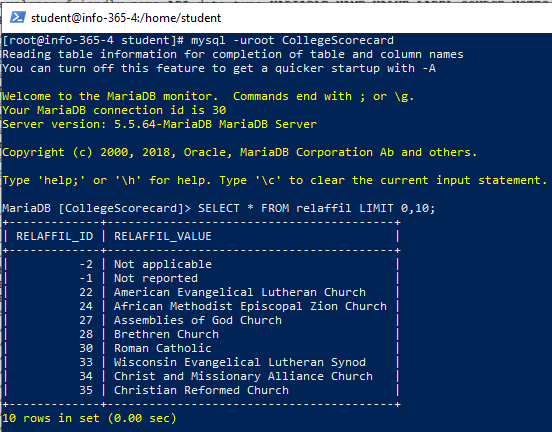 student@info-365-4:/home/student
[root@info-365-4 student]# mysql -uroot CollegeScorecard
Reading table information for completion of table and column names
You can turn off this feature to get a quicker startup with -A
Welcome to the MariaDB monitor.  Commands end with ; or \g.
Your MariaDB connection id is 30
Server version: 5.5.64-MariaDB MariaDB Server
Copyright (c) 2000, 2018, Oracle, MariaDB Corporation Ab and others.
Type 'help;' or '\h' for help. Type '\c' to clear the current input statement.
MariaDB [CollegeScorecard]> SELECT * FROM relaffil LIMIT 0,10;
+-------------+----------------------------------------+
| RELAFFIL_ID | RELAFFIL_VALUE                         |
+-------------+----------------------------------------+
|          -2 | Not applicable                         |
|          -1 | Not reported                           |
|          22 | American Evangelical Lutheran Church   |
|          24 | African Methodist Episcopal Zion Church |
|          27 | Assemblies of God Church               |
|          28 | Brethren Church                        |
|          30 | Roman Catholic                         |
|          33 | Wisconsin Evangelical Lutheran Synod   |
|          34 | Christ and Missionary Alliance Church  |
|          35 | Christian Reformed Church              |
+-------------+----------------------------------------+
10 rows in set (0.00 sec)